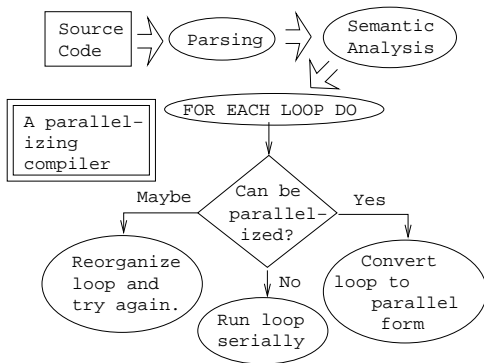 Source
Code
Parsing
Semantic
Analysis
FOR EACH LOOP DO
A parallel-
izing
compiler
Can be
parallel-
ized?
Maybe
Yes
No
Reorganize
loop and
try again.
Run loop
serially
Convert
loop to
parallel
form